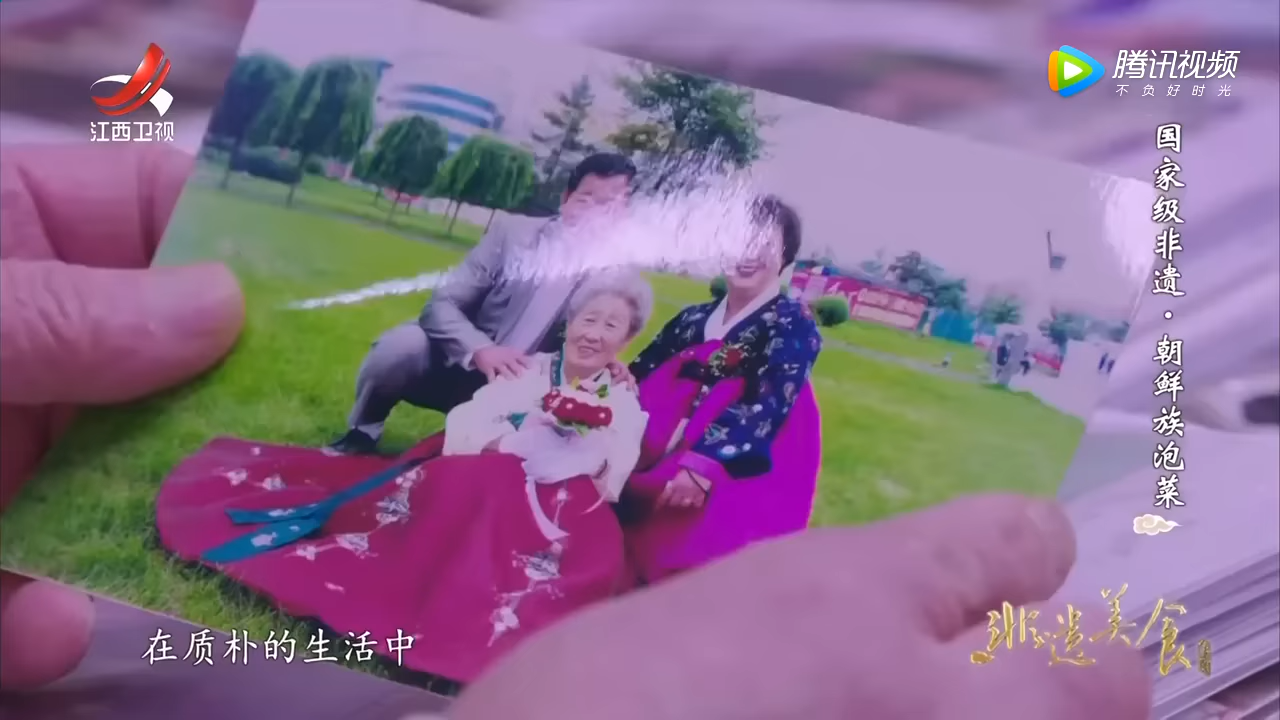 江西卫视
腾讯视频
不负好时光
国家级非遗·朝鲜族泡菜
在质朴的生活中
非遗美食